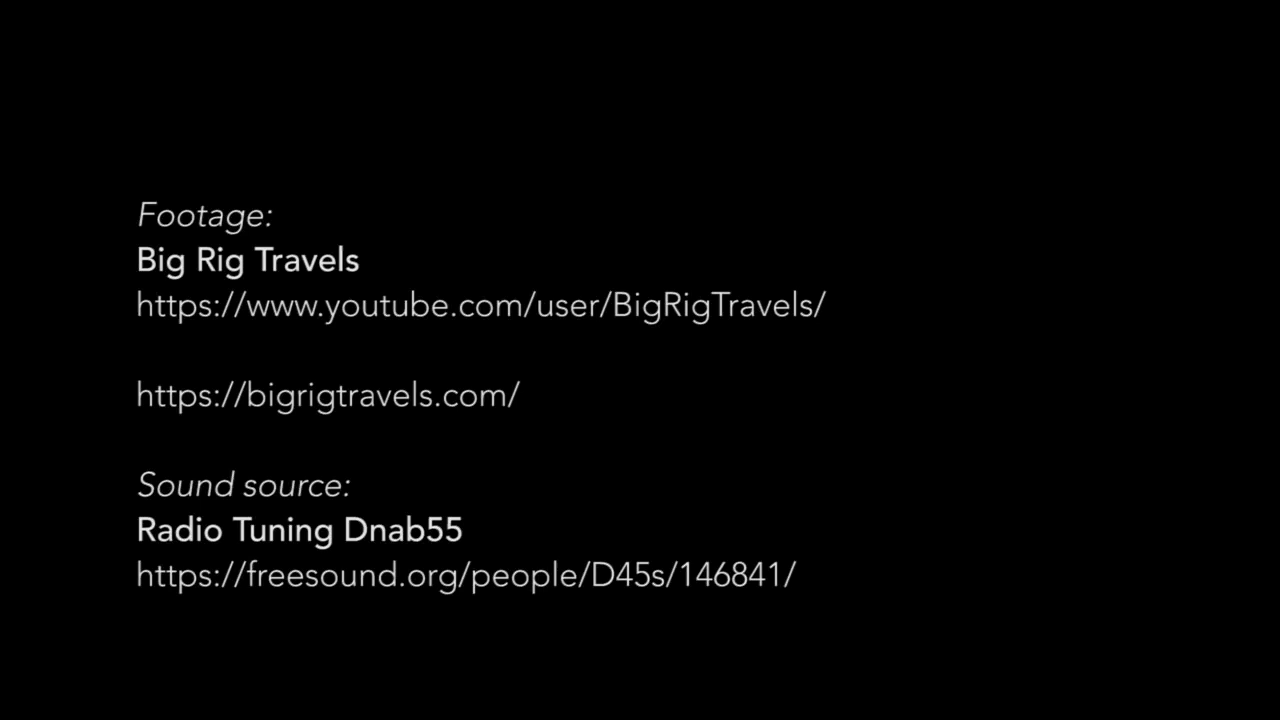 Footage:
Big Rig Travels
https://www.youtube.com/user/BigRigTravels/
https://bigrigtravels.com/
Sound source:
Radio Tuning Dnab55
https://freesound.org/people/D45s/146841/